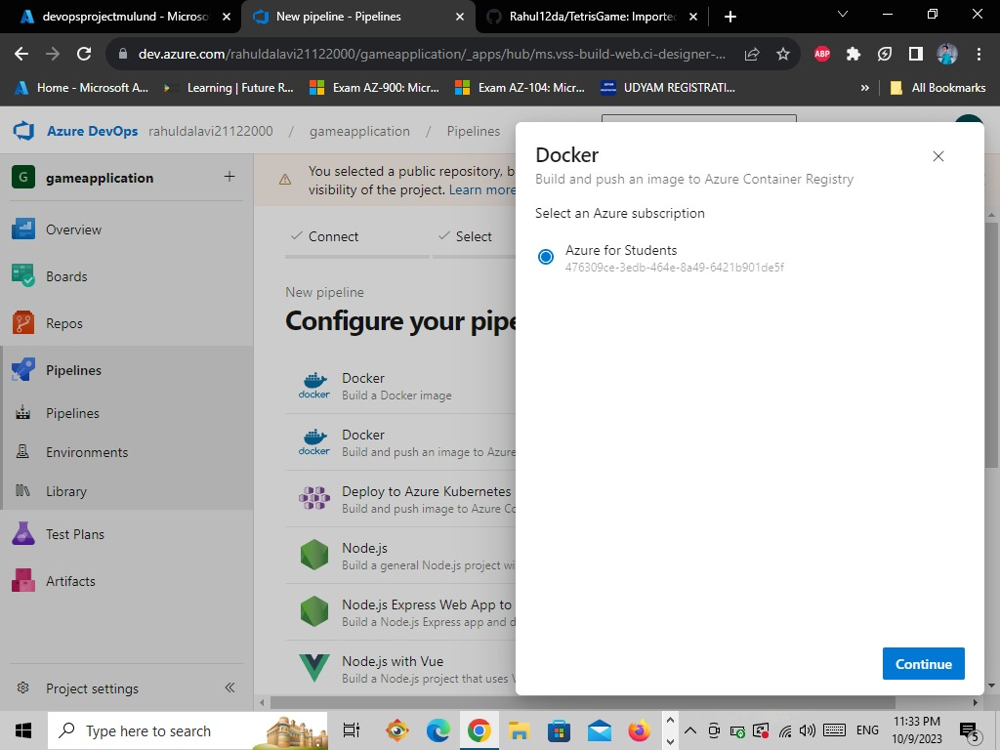 devopsprojectmulund - Microso
New pipeline - Pipelines
Rahul12da/TetrisGame: Importec
dev.azure.com/rahuldalavi21122000/gameapplication/_apps/hub/ms.vss-build-web.ci-designer-...
ABP
Home - Microsoft A...
Learning | Future R...
Exam AZ-900: Micr...
Exam AZ-104: Micr...
UDYAM REGISTRATI...
»
All Bookmarks
Azure DevOps
rahuldalavi21122000
/
gameapplication
/
Pipelines
G
gameapplication
Overview
Boards
Repos
Pipelines
Pipelines
Environments
Library
Test Plans
Artifacts
Project settings
You selected a public repository, b
visibility of the project. Learn more
Connect
Select
New pipeline
Configure your pipe
docker
Docker
Build a Docker image
docker
Docker
Build and push an image to Azure
Deploy to Azure Kubernetes
Build and push image to Azure Co
Node.js
Build a general Node.js project wi
Node.js Express Web App to
Build a Node.js Express app and d
Node.js with Vue
Build a Node.js project that uses V
Docker
Build and push an image to Azure Container Registry
Select an Azure subscription
Azure for Students
476309ce-3edb-464e-8a49-6421b901de5f
Continue
Type here to search
ENG
11:33 PM
10/9/2023
5